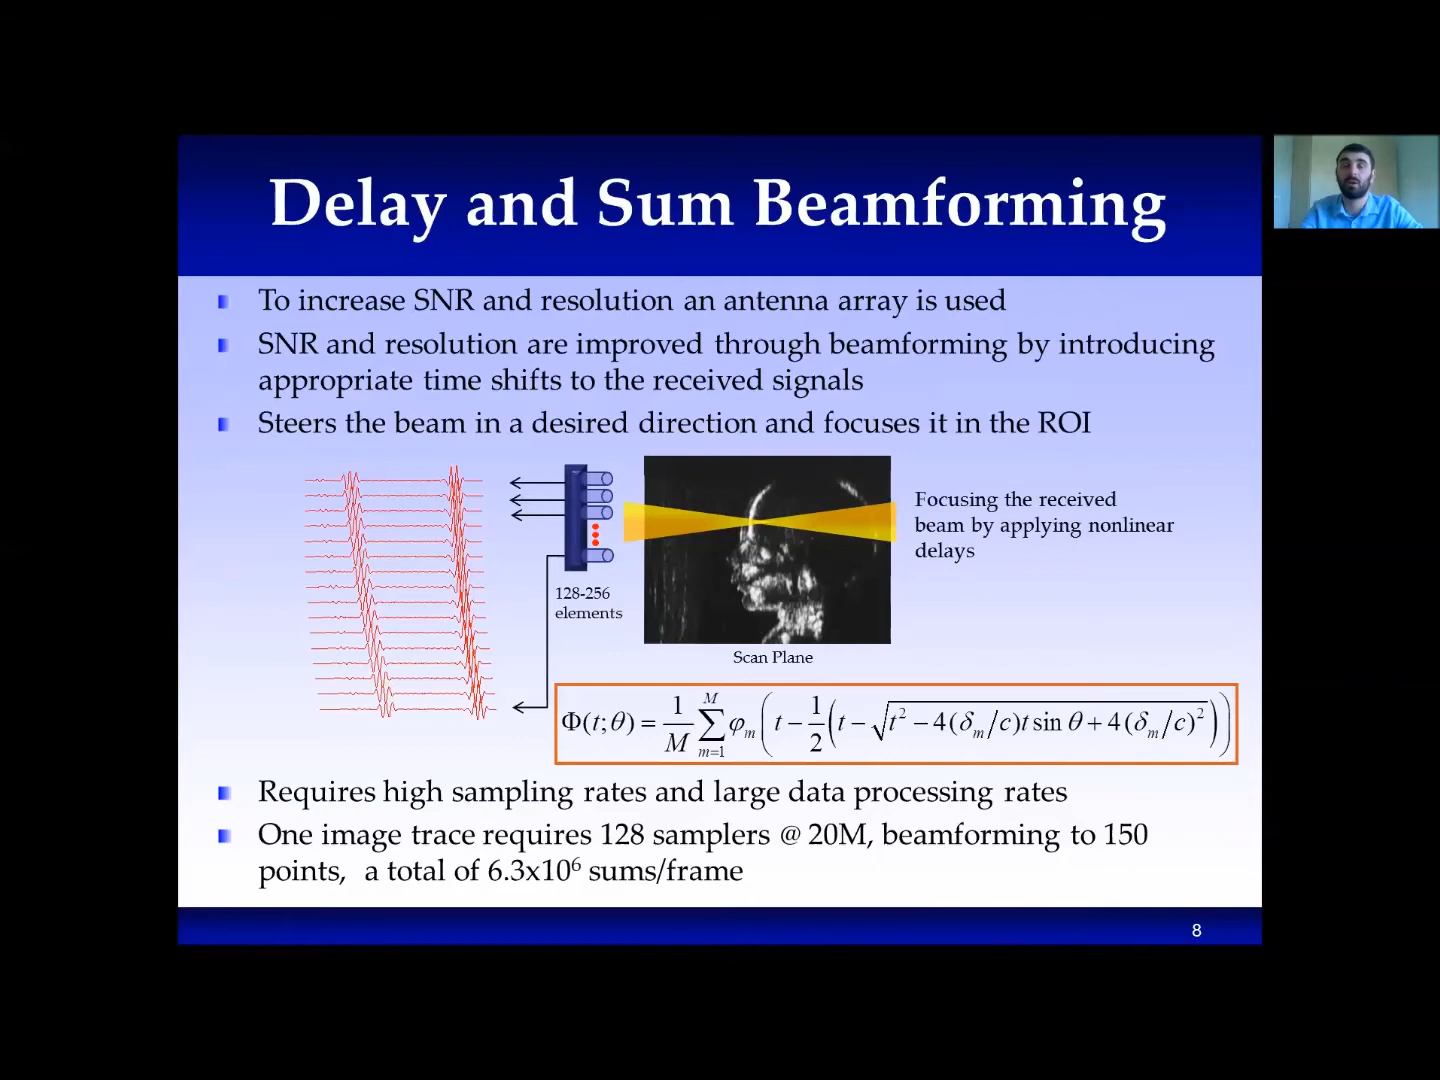 Delay and Sum Beamforming
To increase SNR and resolution an antenna array is used
SNR and resolution are improved through beamforming by introducing
appropriate time shifts to the received signals
Steers the beam in a desired direction and focuses it in the ROI
Focusing the received
beam by applying nonlinear
delays
128-256
elements
Scan Plane
Φ(t;θ) = 1/M ∑_{m=1}^{M} φ_m ( t − 1/2 ( t − √(t² − 4(δ_m/c)t sin θ + 4(δ_m/c)²) ) )
Requires high sampling rates and large data processing rates
One image trace requires 128 samplers @ 20M, beamforming to 150
points, a total of 6.3x10⁶ sums/frame
8